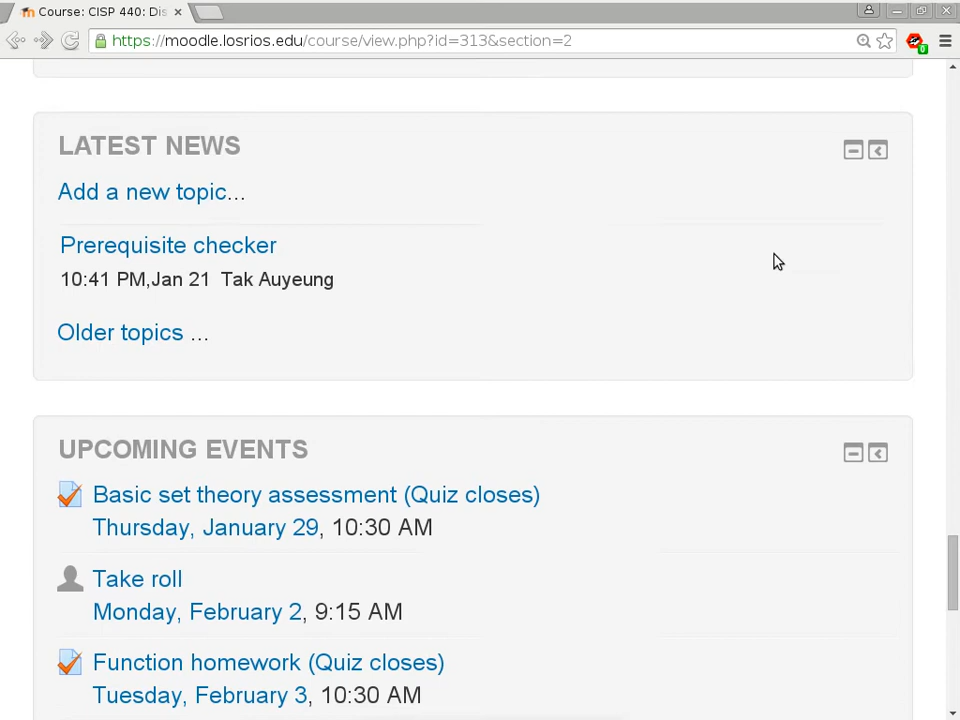 Course: CISP 440: Dis
https://moodle.losrios.edu/course/view.php?id=313&section=2
0
LATEST NEWS
Add a new topic...
Prerequisite checker
10:41 PM,Jan 21 Tak Auyeung
Older topics ...
UPCOMING EVENTS
Basic set theory assessment (Quiz closes)
Thursday, January 29, 10:30 AM
Take roll
Monday, February 2, 9:15 AM
Function homework (Quiz closes)
Tuesday, February 3, 10:30 AM